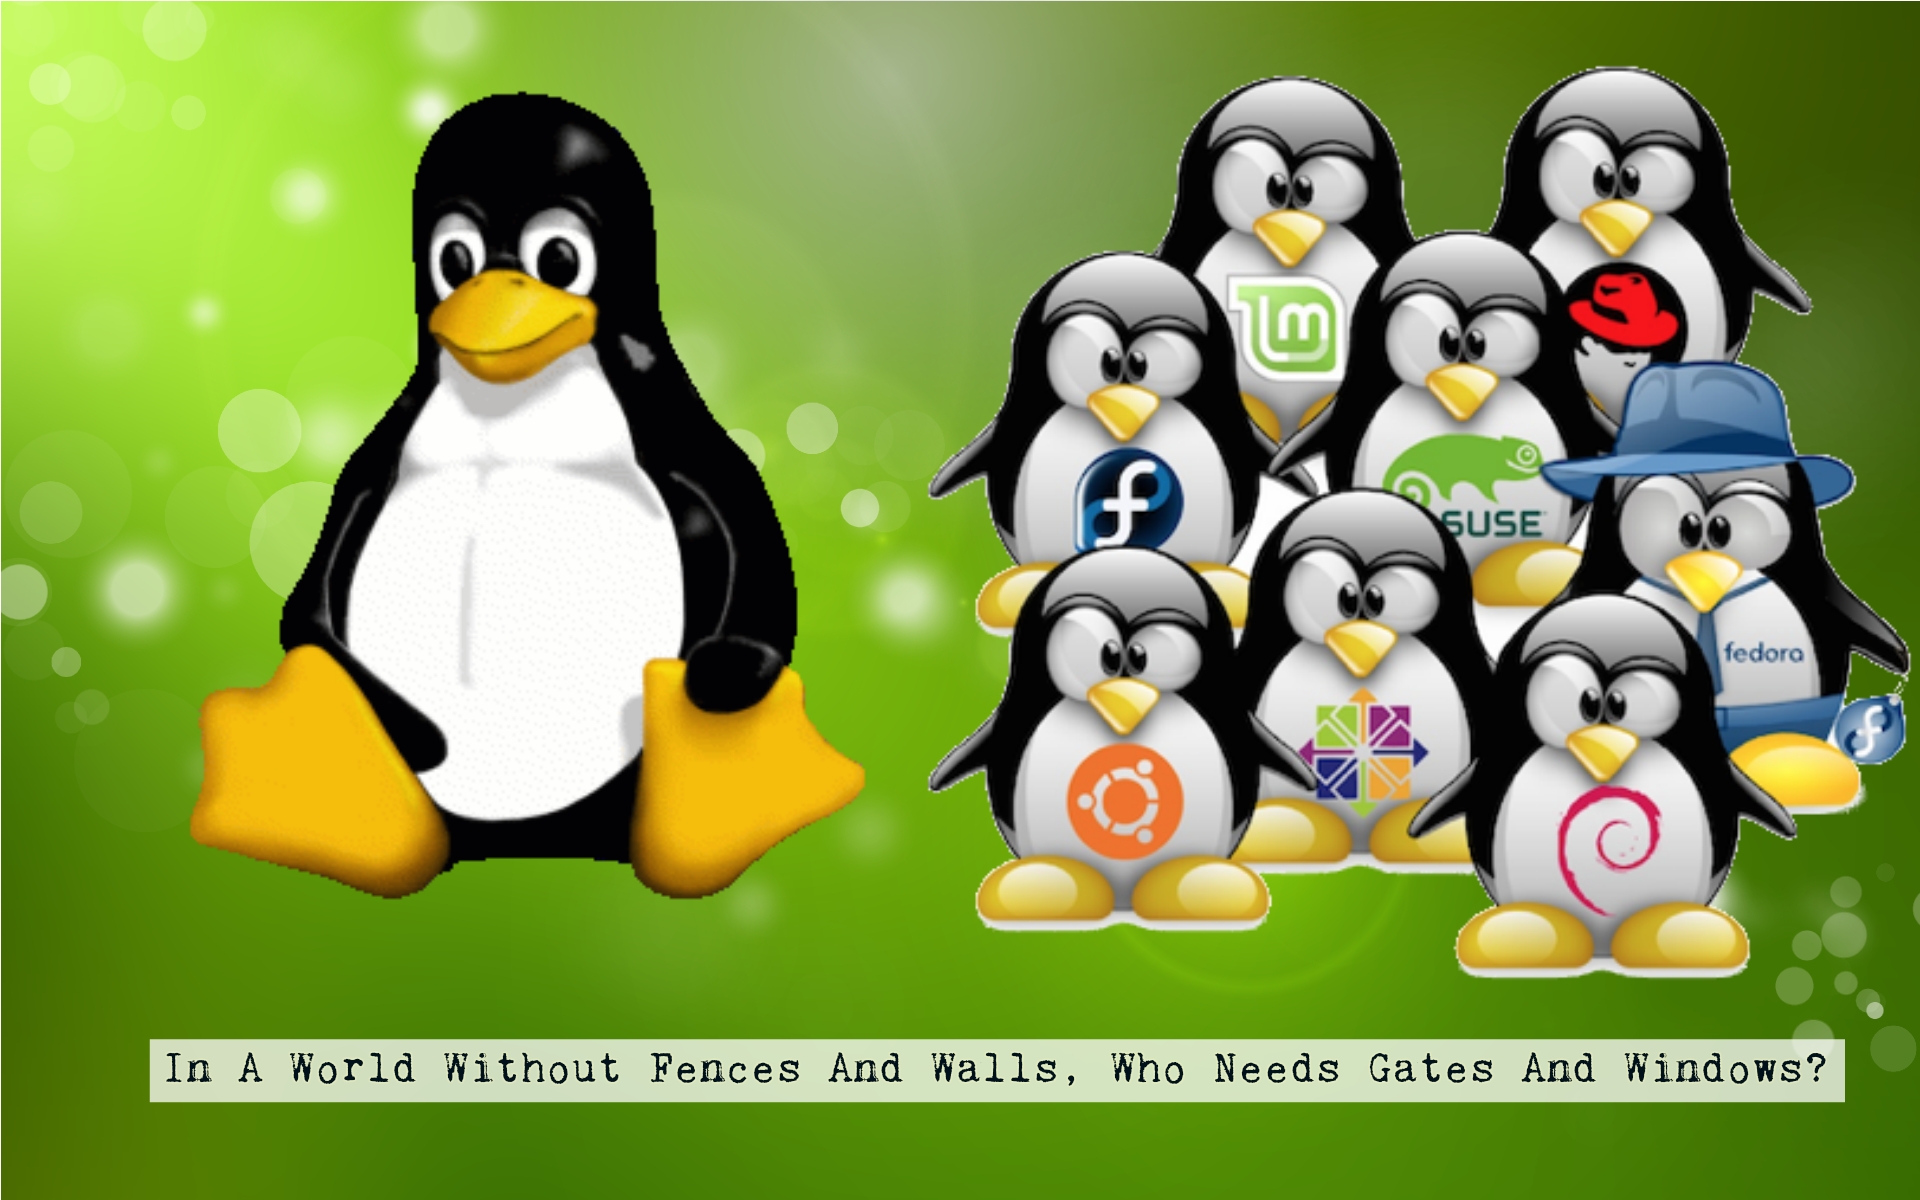 lm
f
SUSE
fedora
f
In A World Without Fences And Walls, Who Needs Gates And Windows?